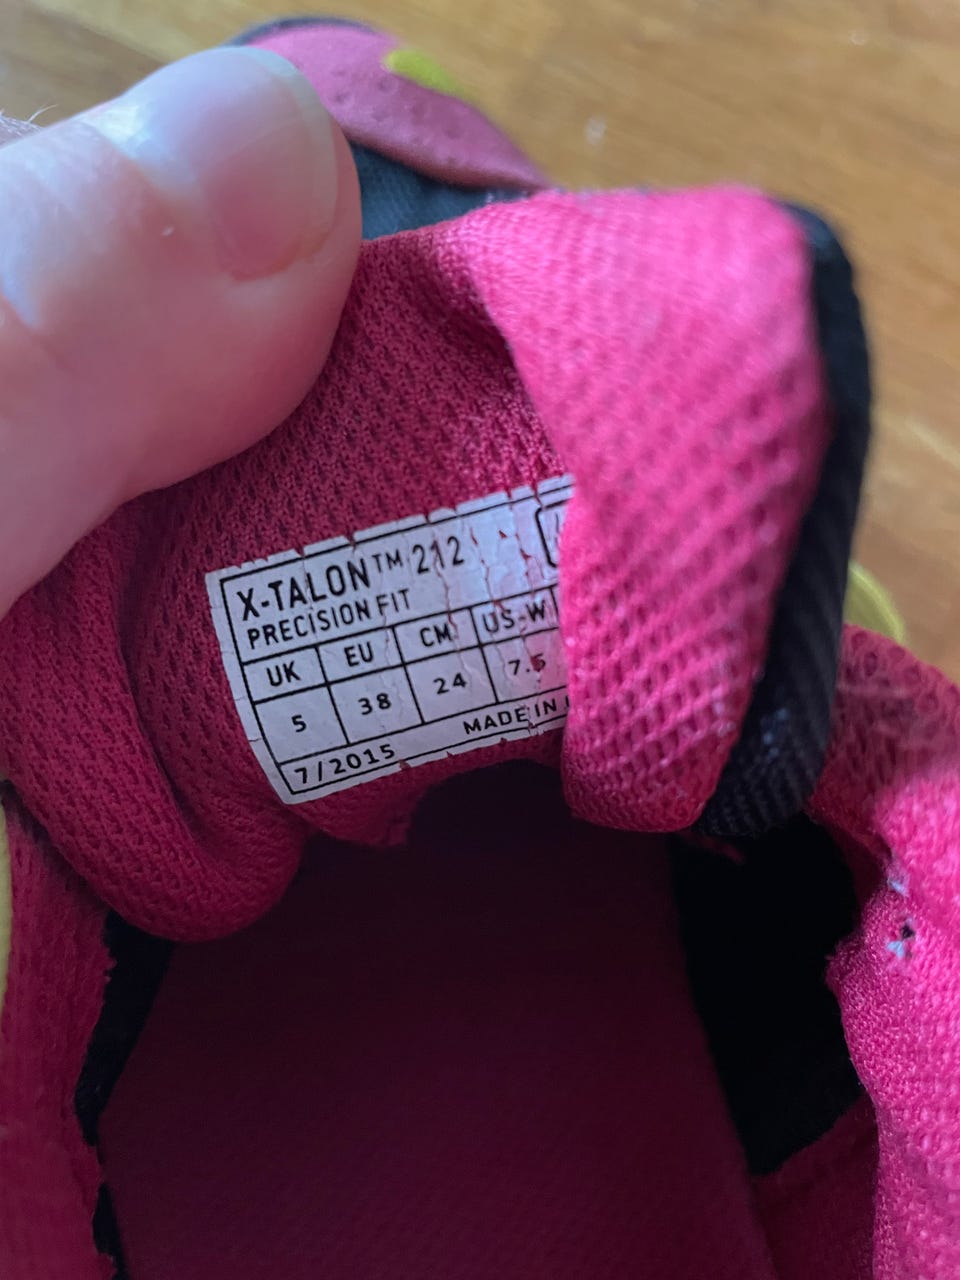 X-TALON™ 212
PRECISION FIT
UK EU CM US-W
5 38 24 7.5
7/2015 MADE IN